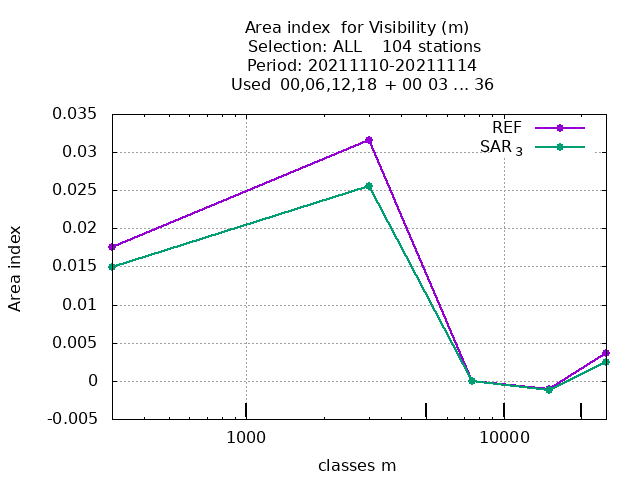 Area index  for Visibility (m)
Selection: ALL    104 stations
Period: 20211110-20211114
Used  00,06,12,18  + 00 03 ... 36
0.035
0.03
0.025
0.02
0.015
0.01
0.005
0
-0.005
Area index
REF
SAR 3
1000
10000
classes m